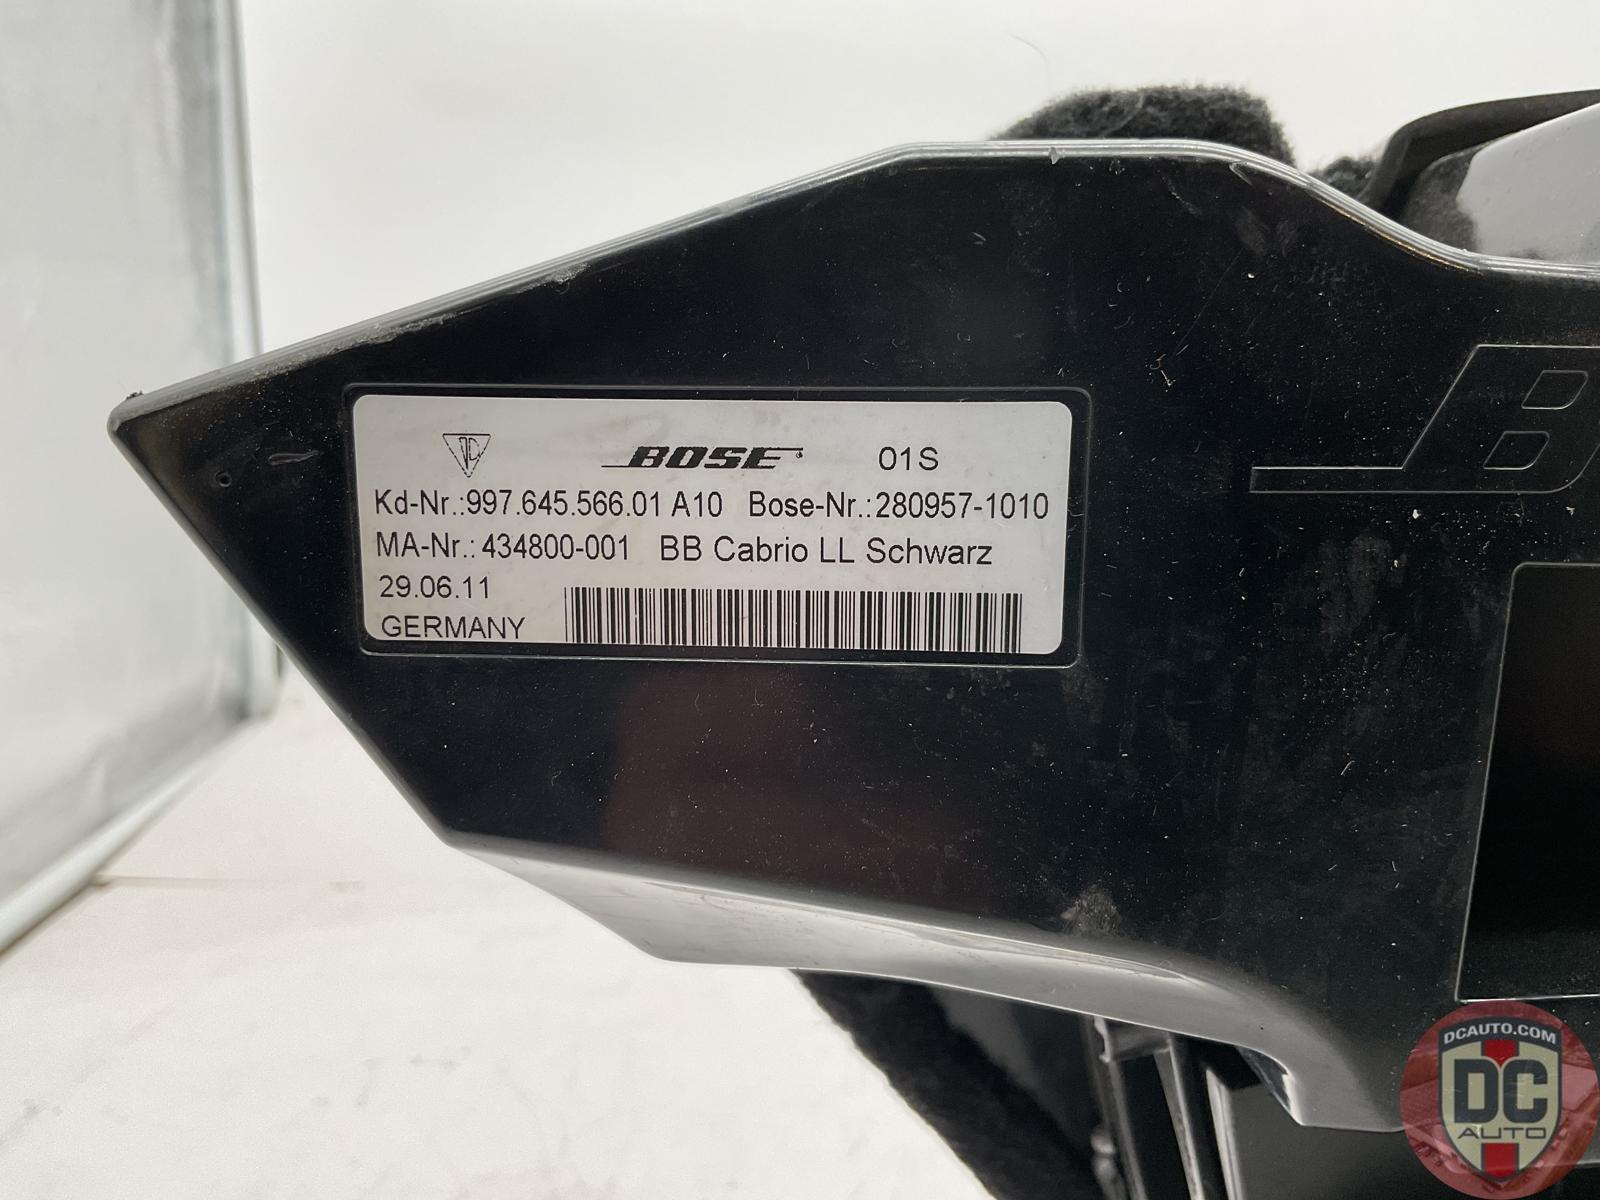 BOSE 01S
Kd-Nr.:997.645.566.01 A10 Bose-Nr.:280957-1010
MA-Nr.:434800-001 BB Cabrio LL Schwarz
29.06.11
GERMANY
DCAUTO.COM
DC
AUTO